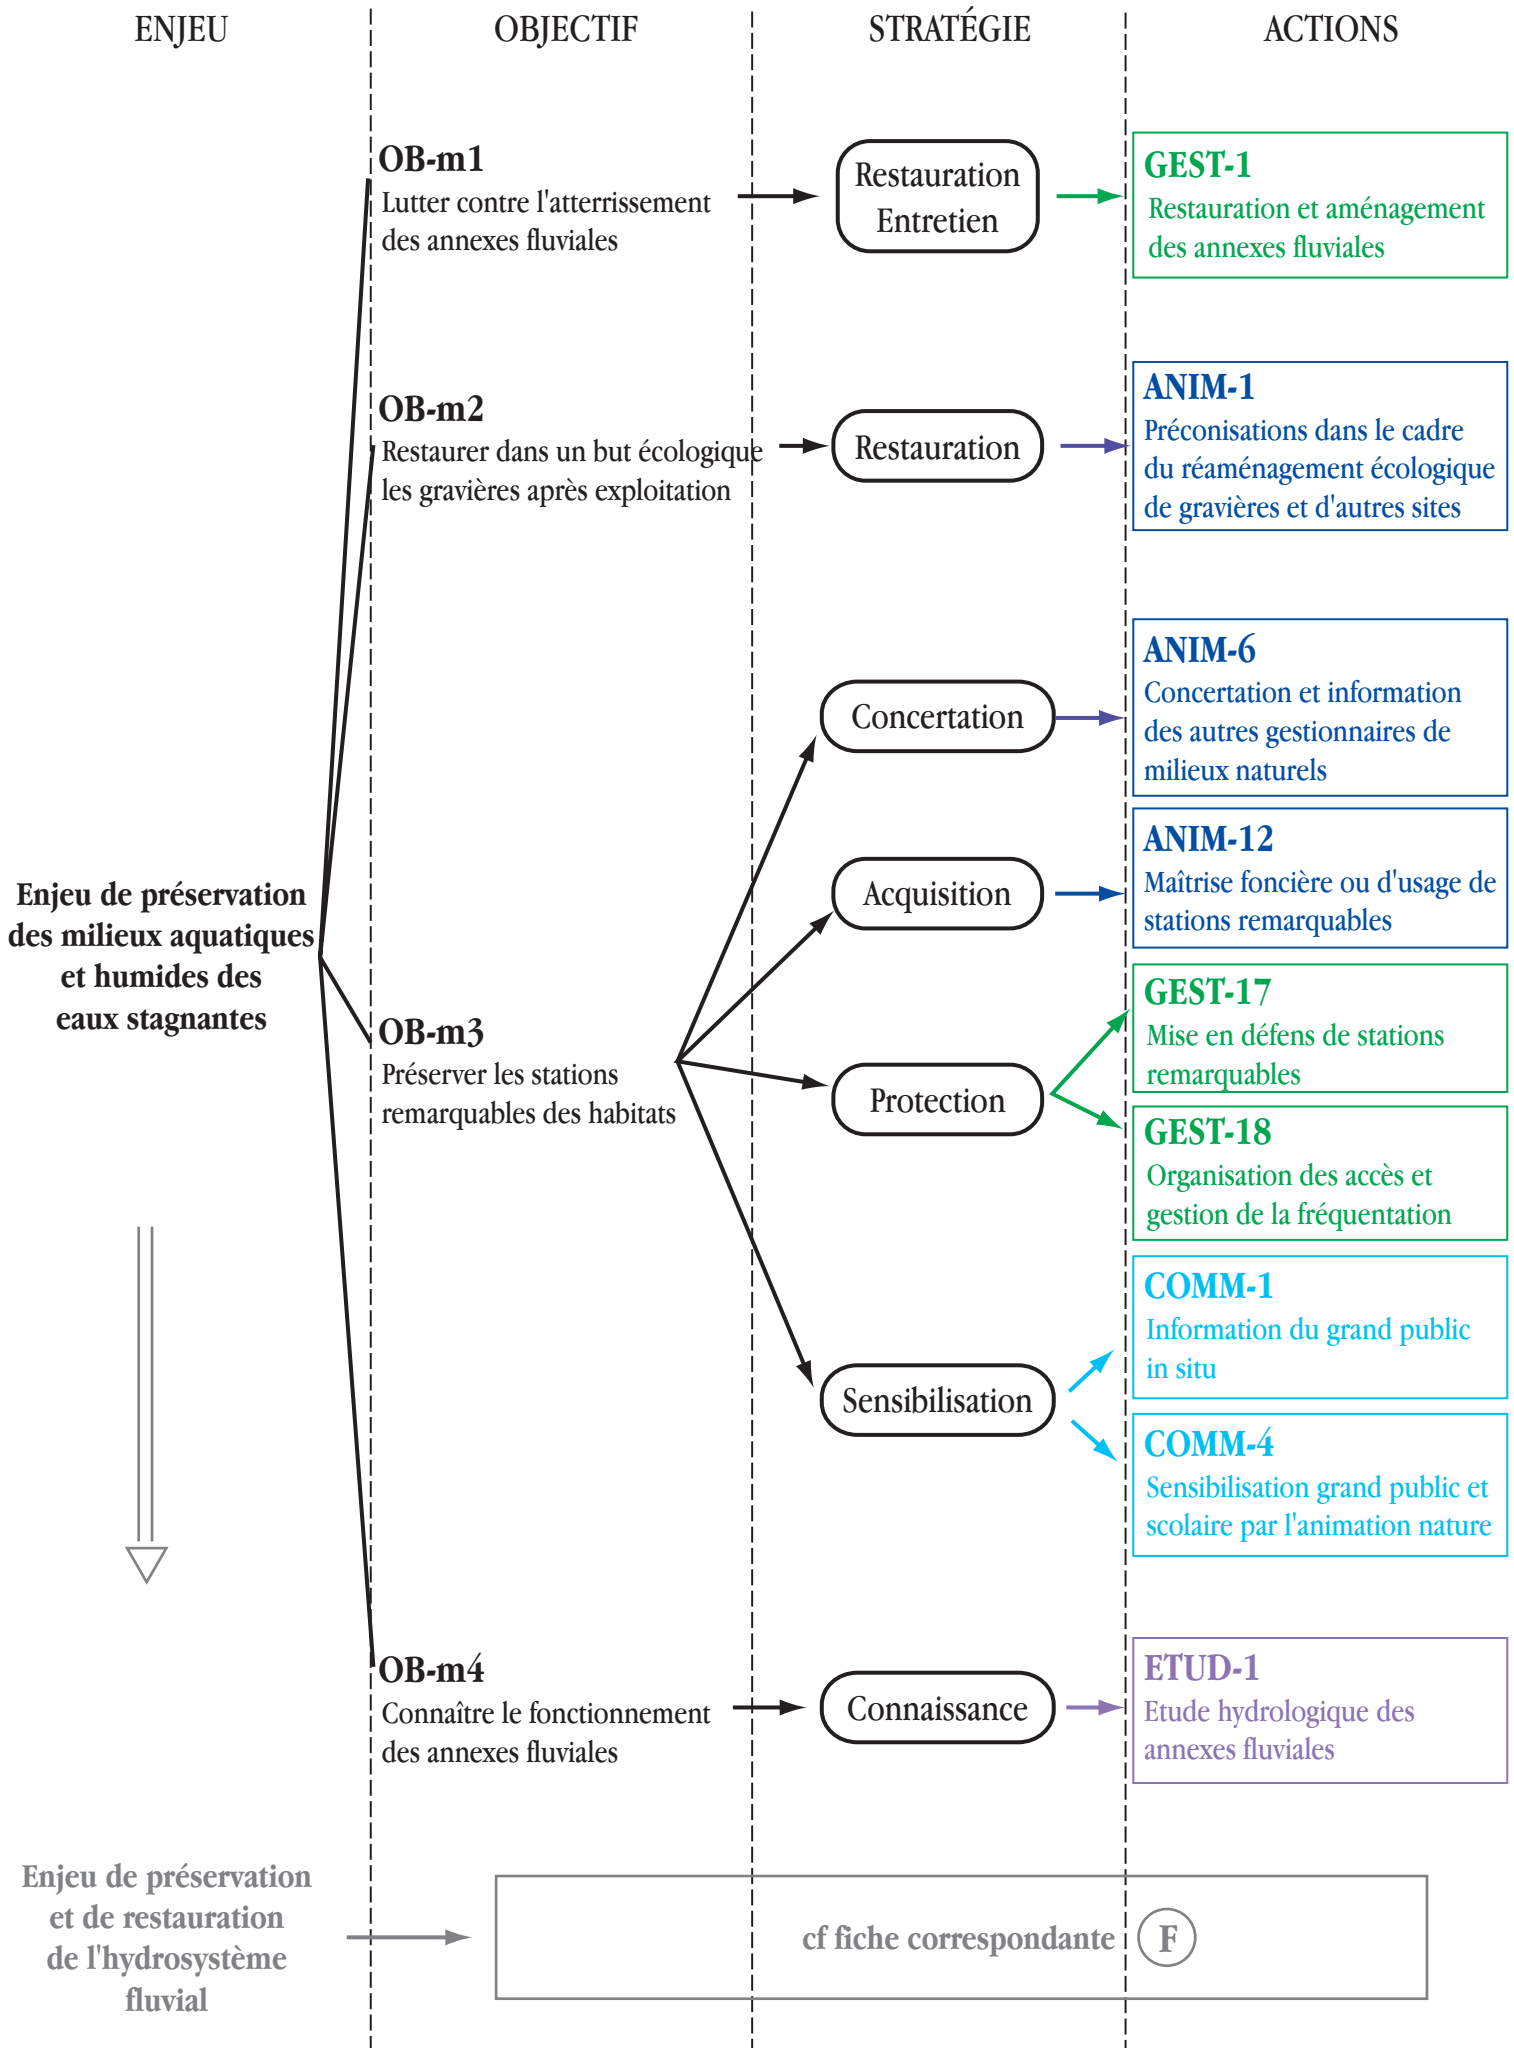 ENJEU
OBJECTIF
STRATÉGIE
ACTIONS
OB-m1
Lutter contre l'atterrissement
des annexes fluviales
Restauration
Entretien
GEST-1
Restauration et aménagement
des annexes fluviales
OB-m2
Restaurer dans un but écologique
les gravières après exploitation
Restauration
ANIM-1
Préconisations dans le cadre
du réaménagement écologique
de gravières et d'autres sites
Enjeu de préservation
des milieux aquatiques
et humides des
eaux stagnantes
OB-m3
Préserver les stations
remarquables des habitats
Concertation
ANIM-6
Concertation et information
des autres gestionnaires de
milieux naturels
Acquisition
ANIM-12
Maîtrise foncière ou d'usage de
stations remarquables
Protection
GEST-17
Mise en défens de stations
remarquables
GEST-18
Organisation des accès et
gestion de la fréquentation
Sensibilisation
COMM-1
Information du grand public
in situ
COMM-4
Sensibilisation grand public et
scolaire par l'animation nature
OB-m4
Connaître le fonctionnement
des annexes fluviales
Connaissance
ETUD-1
Etude hydrologique des
annexes fluviales
Enjeu de préservation
et de restauration
de l'hydrosystème
fluvial
cf fiche correspondante F